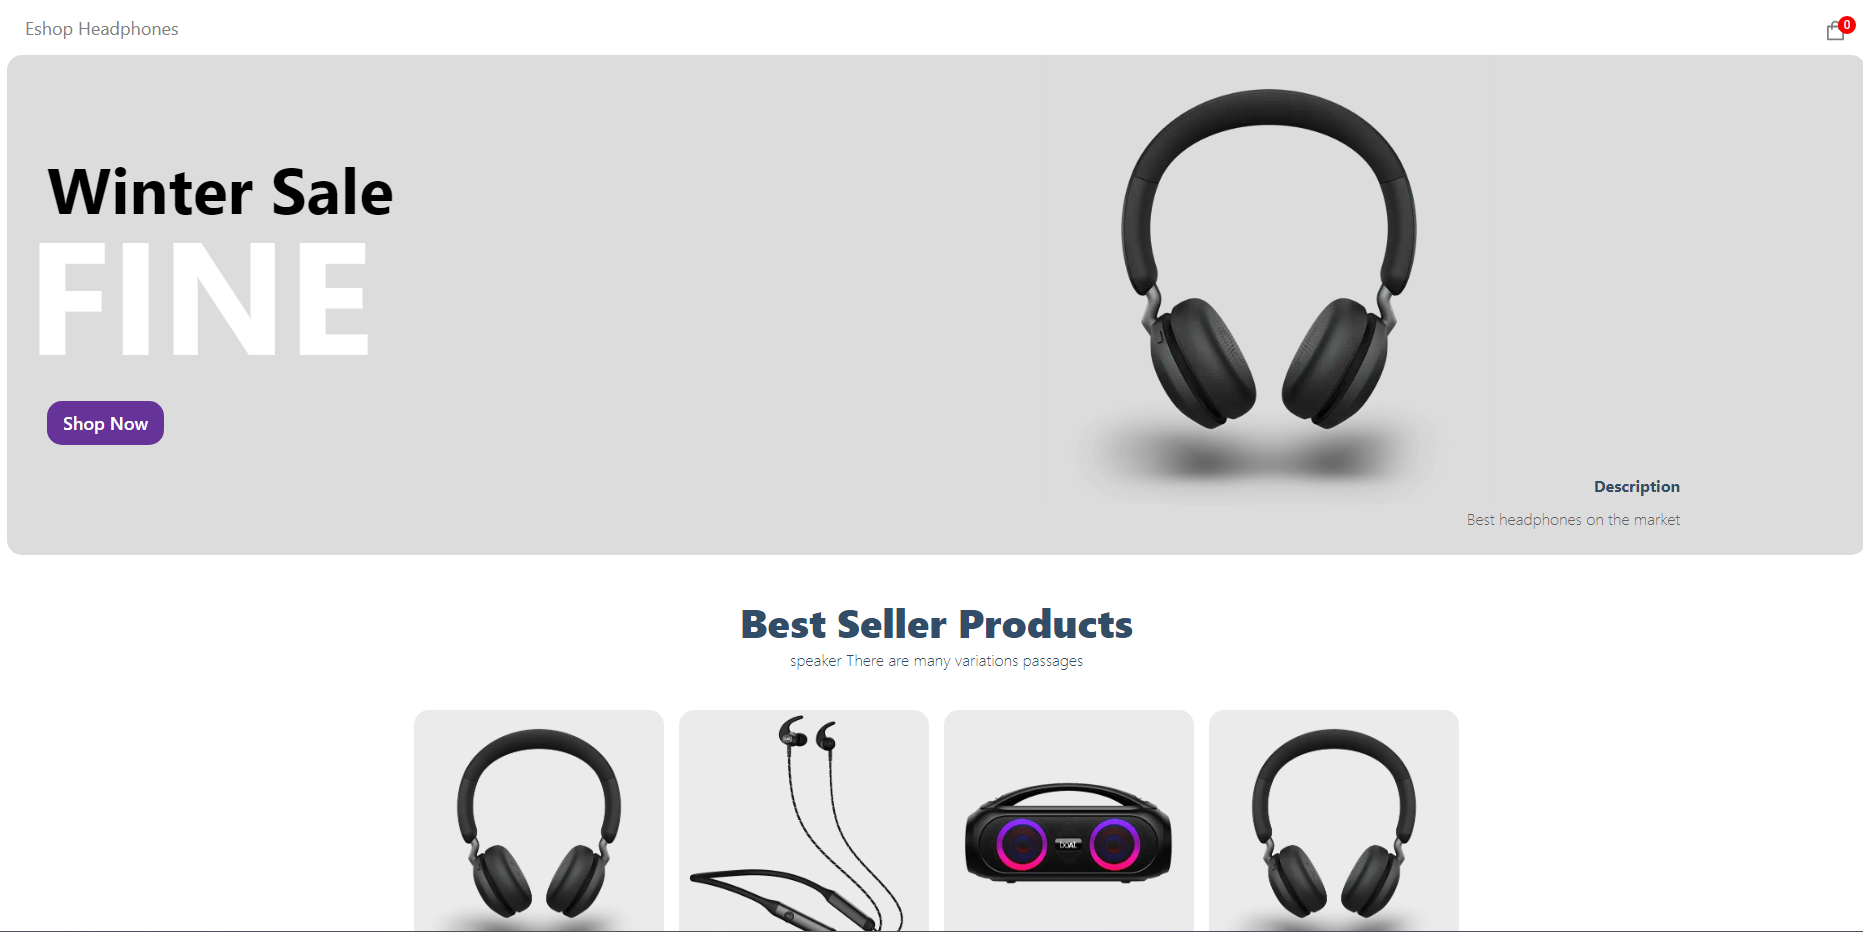 Eshop Headphones
0
Winter Sale
FINE
Shop Now
Description
Best headphones on the market
Best Seller Products
speaker There are many variations passages